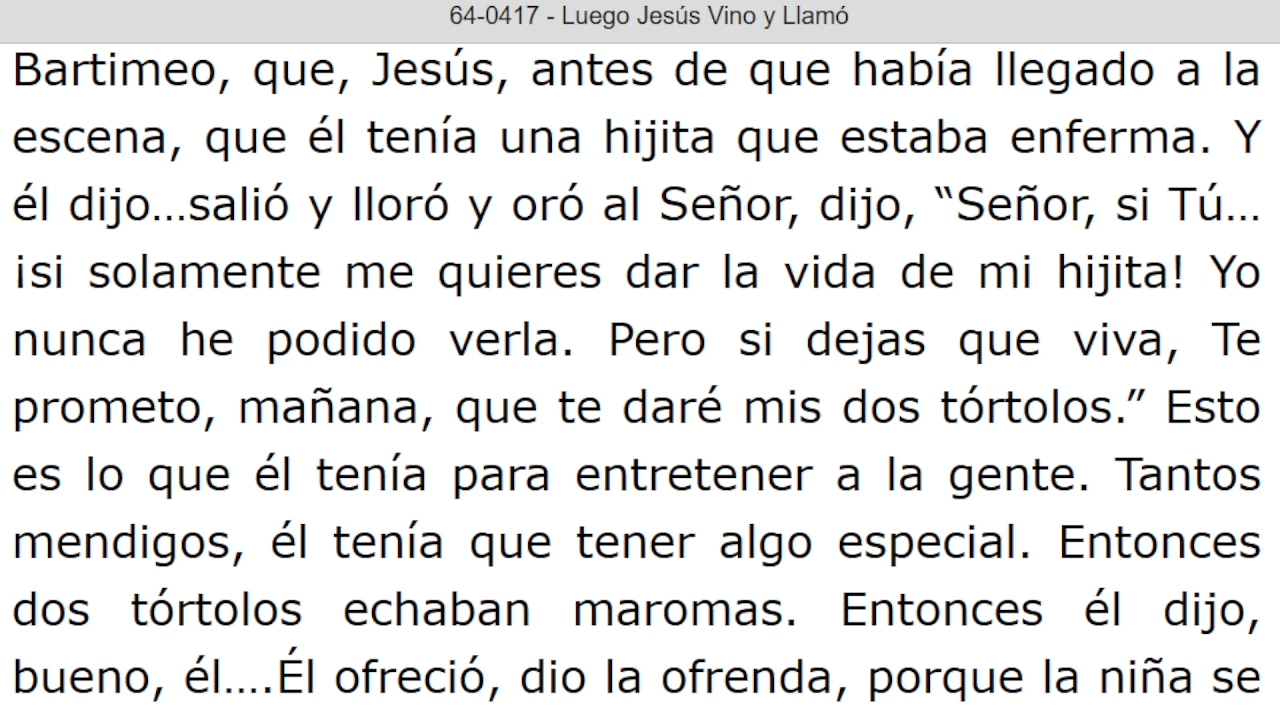 64-0417 - Luego Jesús Vino y Llamó
Bartimeo, que, Jesús, antes de que había llegado a la
escena, que él tenía una hijita que estaba enferma. Y
él dijo...salió y lloró y oró al Señor, dijo, “Señor, si Tú...
¡si solamente me quieres dar la vida de mi hijita! Yo
nunca he podido verla. Pero si dejas que viva, Te
prometo, mañana, que te daré mis dos tórtolos.” Esto
es lo que él tenía para entretener a la gente. Tantos
mendigos, él tenía que tener algo especial. Entonces
dos tórtolos echaban maromas. Entonces él dijo,
bueno, él....Él ofreció, dio la ofrenda, porque la niña se